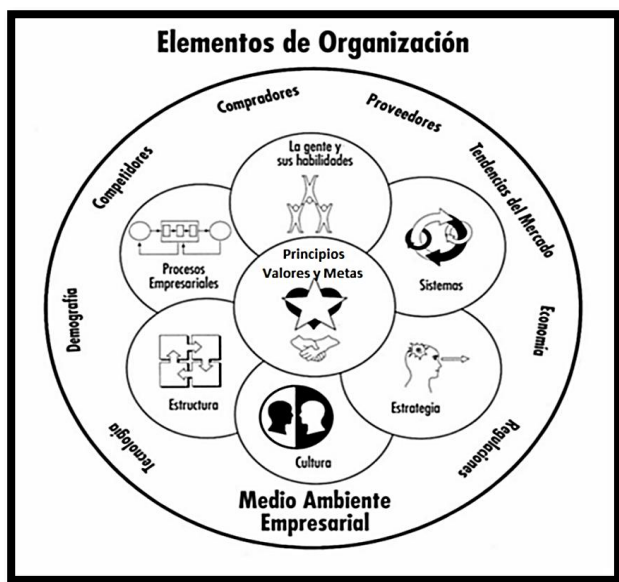 Elementos de Organización
Compradores
Proveedores
Competidores
Tendencias del Mercado
La gente y
sus habilidades
Procesos
Empresariales
Principios
Valores y Metas
Sistemas
Demografía
Economia
Estructura
Estrategia
Cultura
Tecnología
Regulaciones
Medio Ambiente
Empresarial